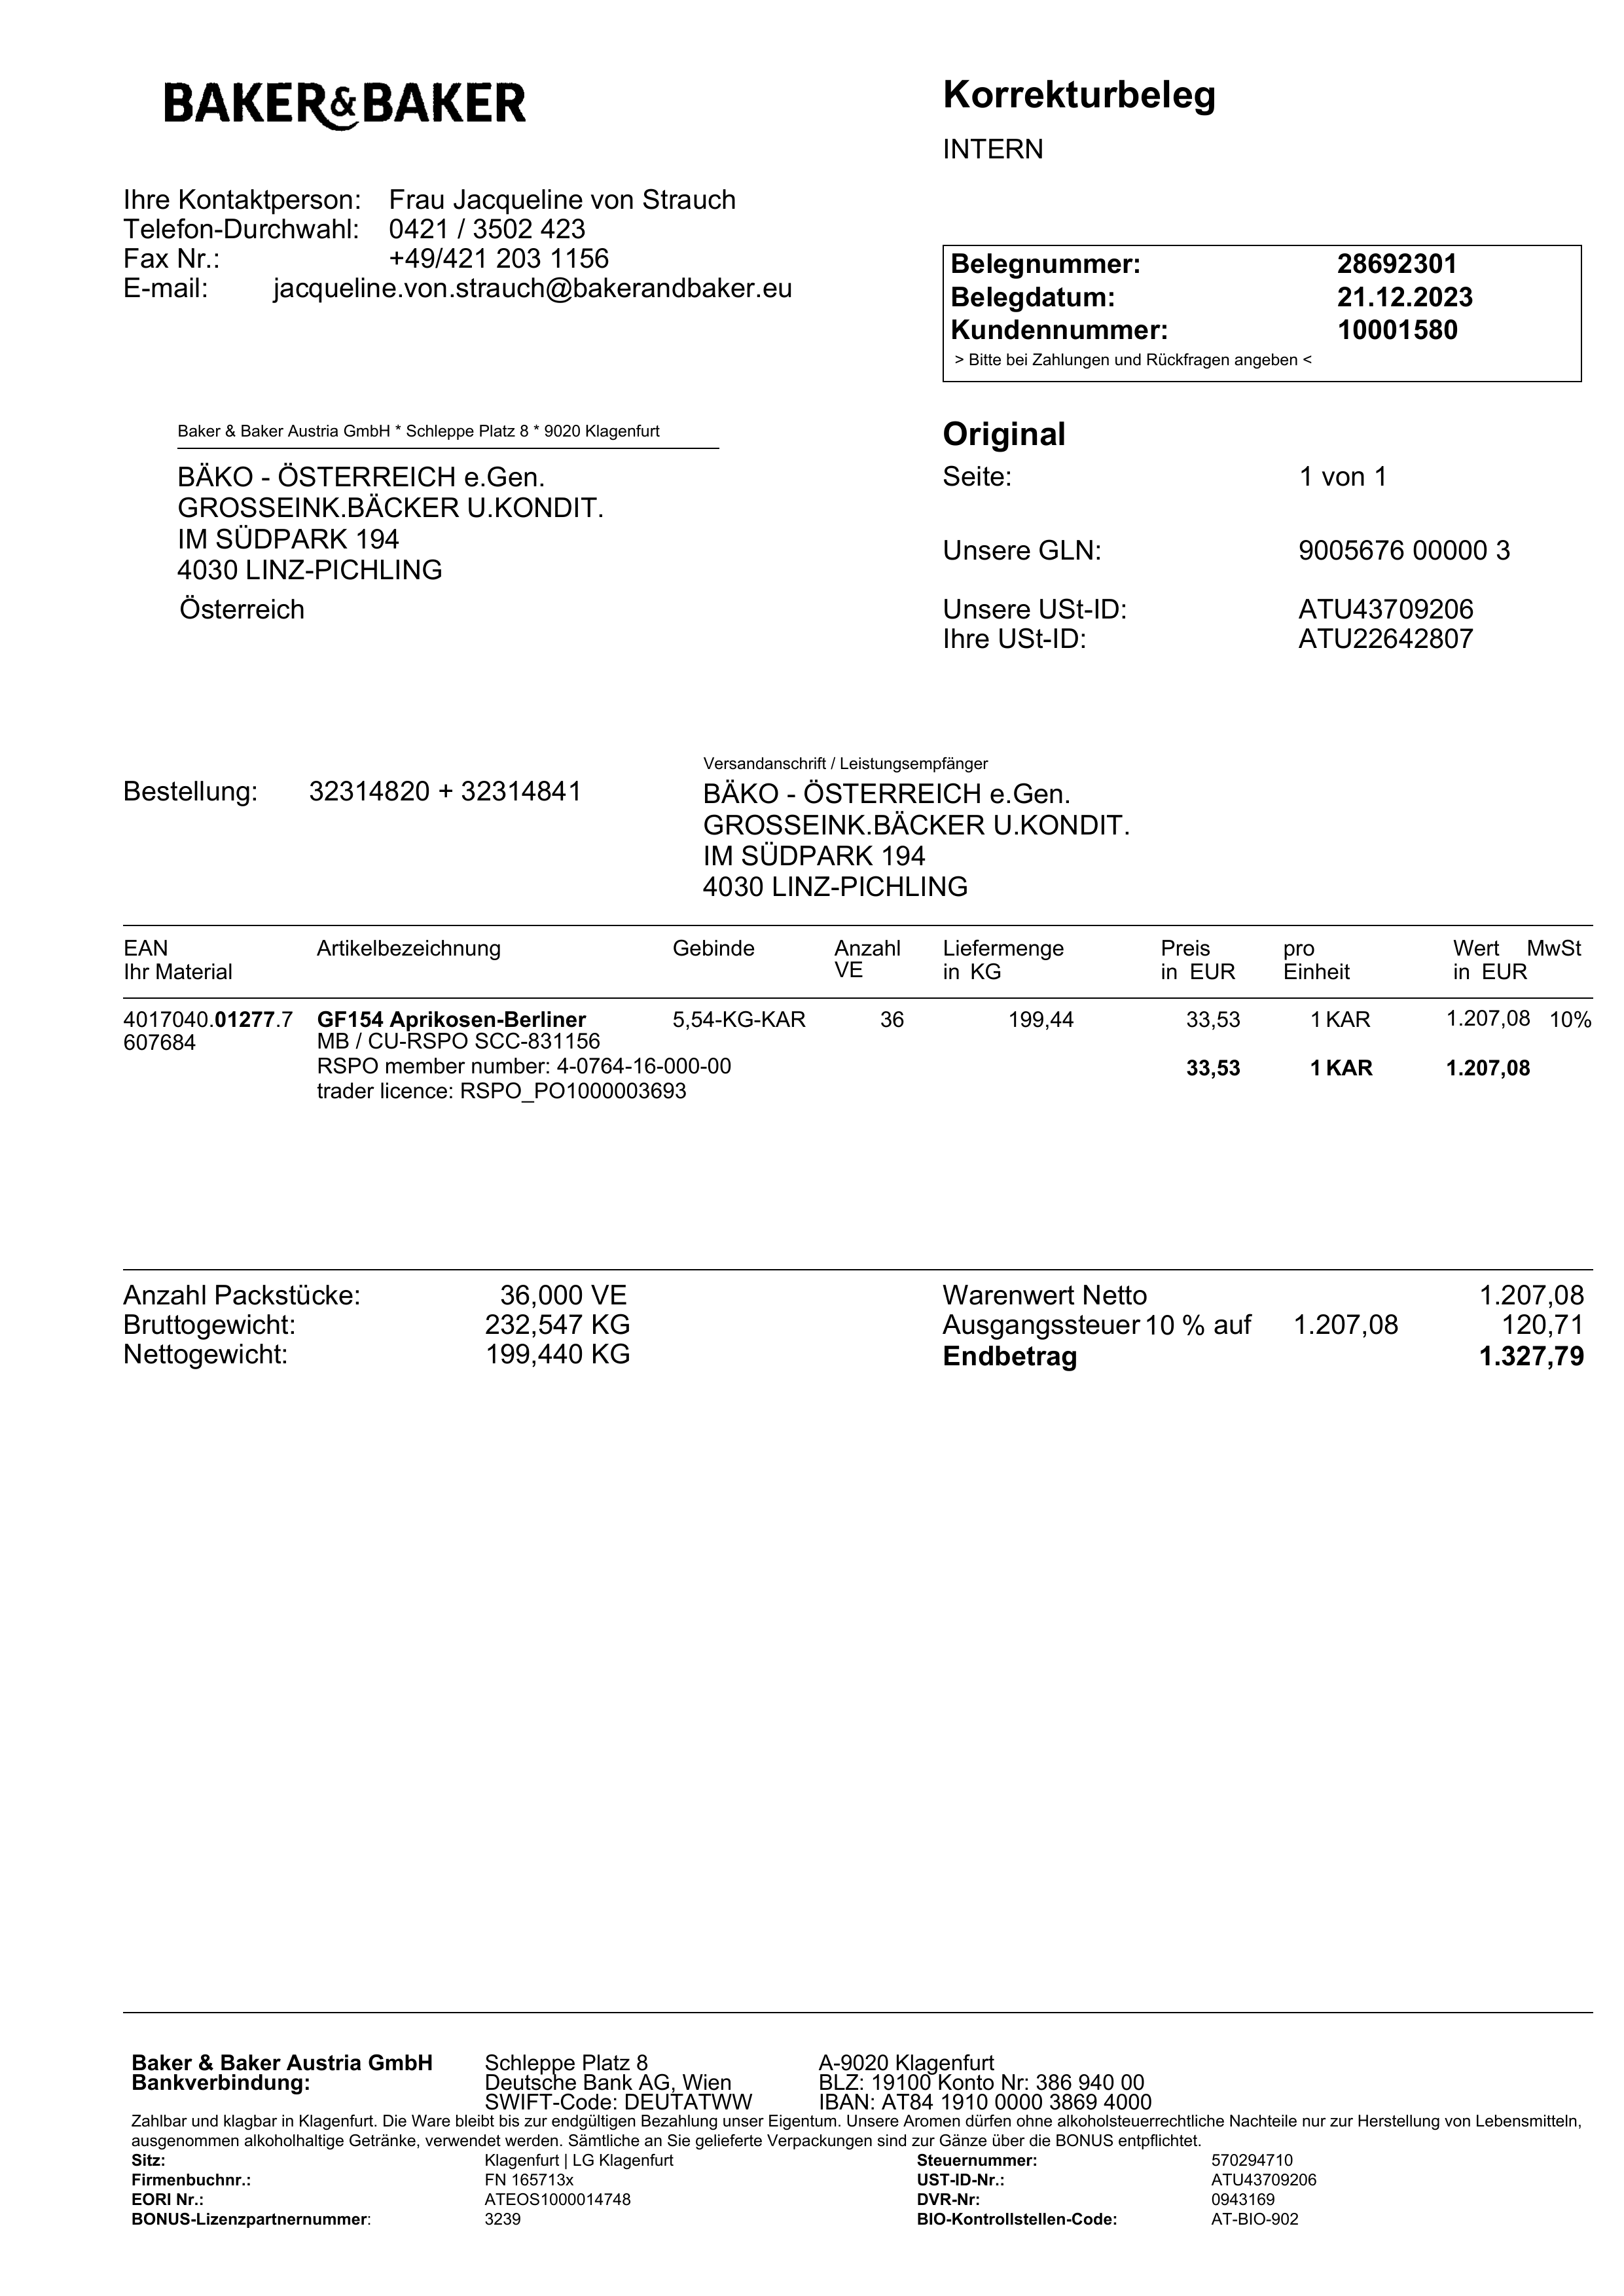 BAKER&BAKER
Korrekturbeleg
INTERN
Ihre Kontaktperson: Frau Jacqueline von Strauch
Telefon-Durchwahl: 0421 / 3502 423
Fax Nr.: +49/421 203 1156
E-mail: jacqueline.von.strauch@bakerandbaker.eu
Belegnummer: 28692301
Belegdatum: 21.12.2023
Kundennummer: 10001580
> Bitte bei Zahlungen und Rückfragen angeben <
Baker & Baker Austria GmbH * Schleppe Platz 8 * 9020 Klagenfurt
BÄKO - ÖSTERREICH e.Gen.
GROSSEINK.BÄCKER U.KONDIT.
IM SÜDPARK 194
4030 LINZ-PICHLING
Österreich
Original
Seite: 1 von 1
Unsere GLN: 9005676 00000 3
Unsere USt-ID: ATU43709206
Ihre USt-ID: ATU22642807
Bestellung: 32314820 + 32314841
Versandanschrift / Leistungsempfänger
BÄKO - ÖSTERREICH e.Gen.
GROSSEINK.BÄCKER U.KONDIT.
IM SÜDPARK 194
4030 LINZ-PICHLING
EAN Artikelbezeichnung Gebinde Anzahl Liefermenge Preis pro Wert MwSt
Ihr Material VE in KG in EUR Einheit in EUR
4017040.01277.7 GF154 Aprikosen-Berliner 5,54-KG-KAR 36 199,44 33,53 1 KAR 1.207,08 10%
607684 MB / CU-RSPO SCC-831156
RSPO member number: 4-0764-16-000-00 33,53 1 KAR 1.207,08
trader licence: RSPO_PO1000003693
Anzahl Packstücke: 36,000 VE Warenwert Netto 1.207,08
Bruttogewicht: 232,547 KG Ausgangssteuer 10 % auf 1.207,08 120,71
Nettogewicht: 199,440 KG Endbetrag 1.327,79
Baker & Baker Austria GmbH Schleppe Platz 8 A-9020 Klagenfurt
Bankverbindung: Deutsche Bank AG, Wien BLZ: 19100 Konto Nr: 386 940 00
SWIFT-Code: DEUTATWW IBAN: AT84 1910 0000 3869 4000
Zahlbar und klagbar in Klagenfurt. Die Ware bleibt bis zur endgültigen Bezahlung unser Eigentum. Unsere Aromen dürfen ohne alkoholsteuerrechtliche Nachteile nur zur Herstellung von Lebensmitteln,
ausgenommen alkoholhaltige Getränke, verwendet werden. Sämtliche an Sie gelieferte Verpackungen sind zur Gänze über die BONUS entpflichtet.
Sitz: Klagenfurt | LG Klagenfurt Steuernummer: 570294710
Firmenbuchnr.: FN 165713x UST-ID-Nr.: ATU43709206
EORI Nr.: ATEOS1000014748 DVR-Nr: 0943169
BONUS-Lizenzpartnernummer: 3239 BIO-Kontrollstellen-Code: AT-BIO-902